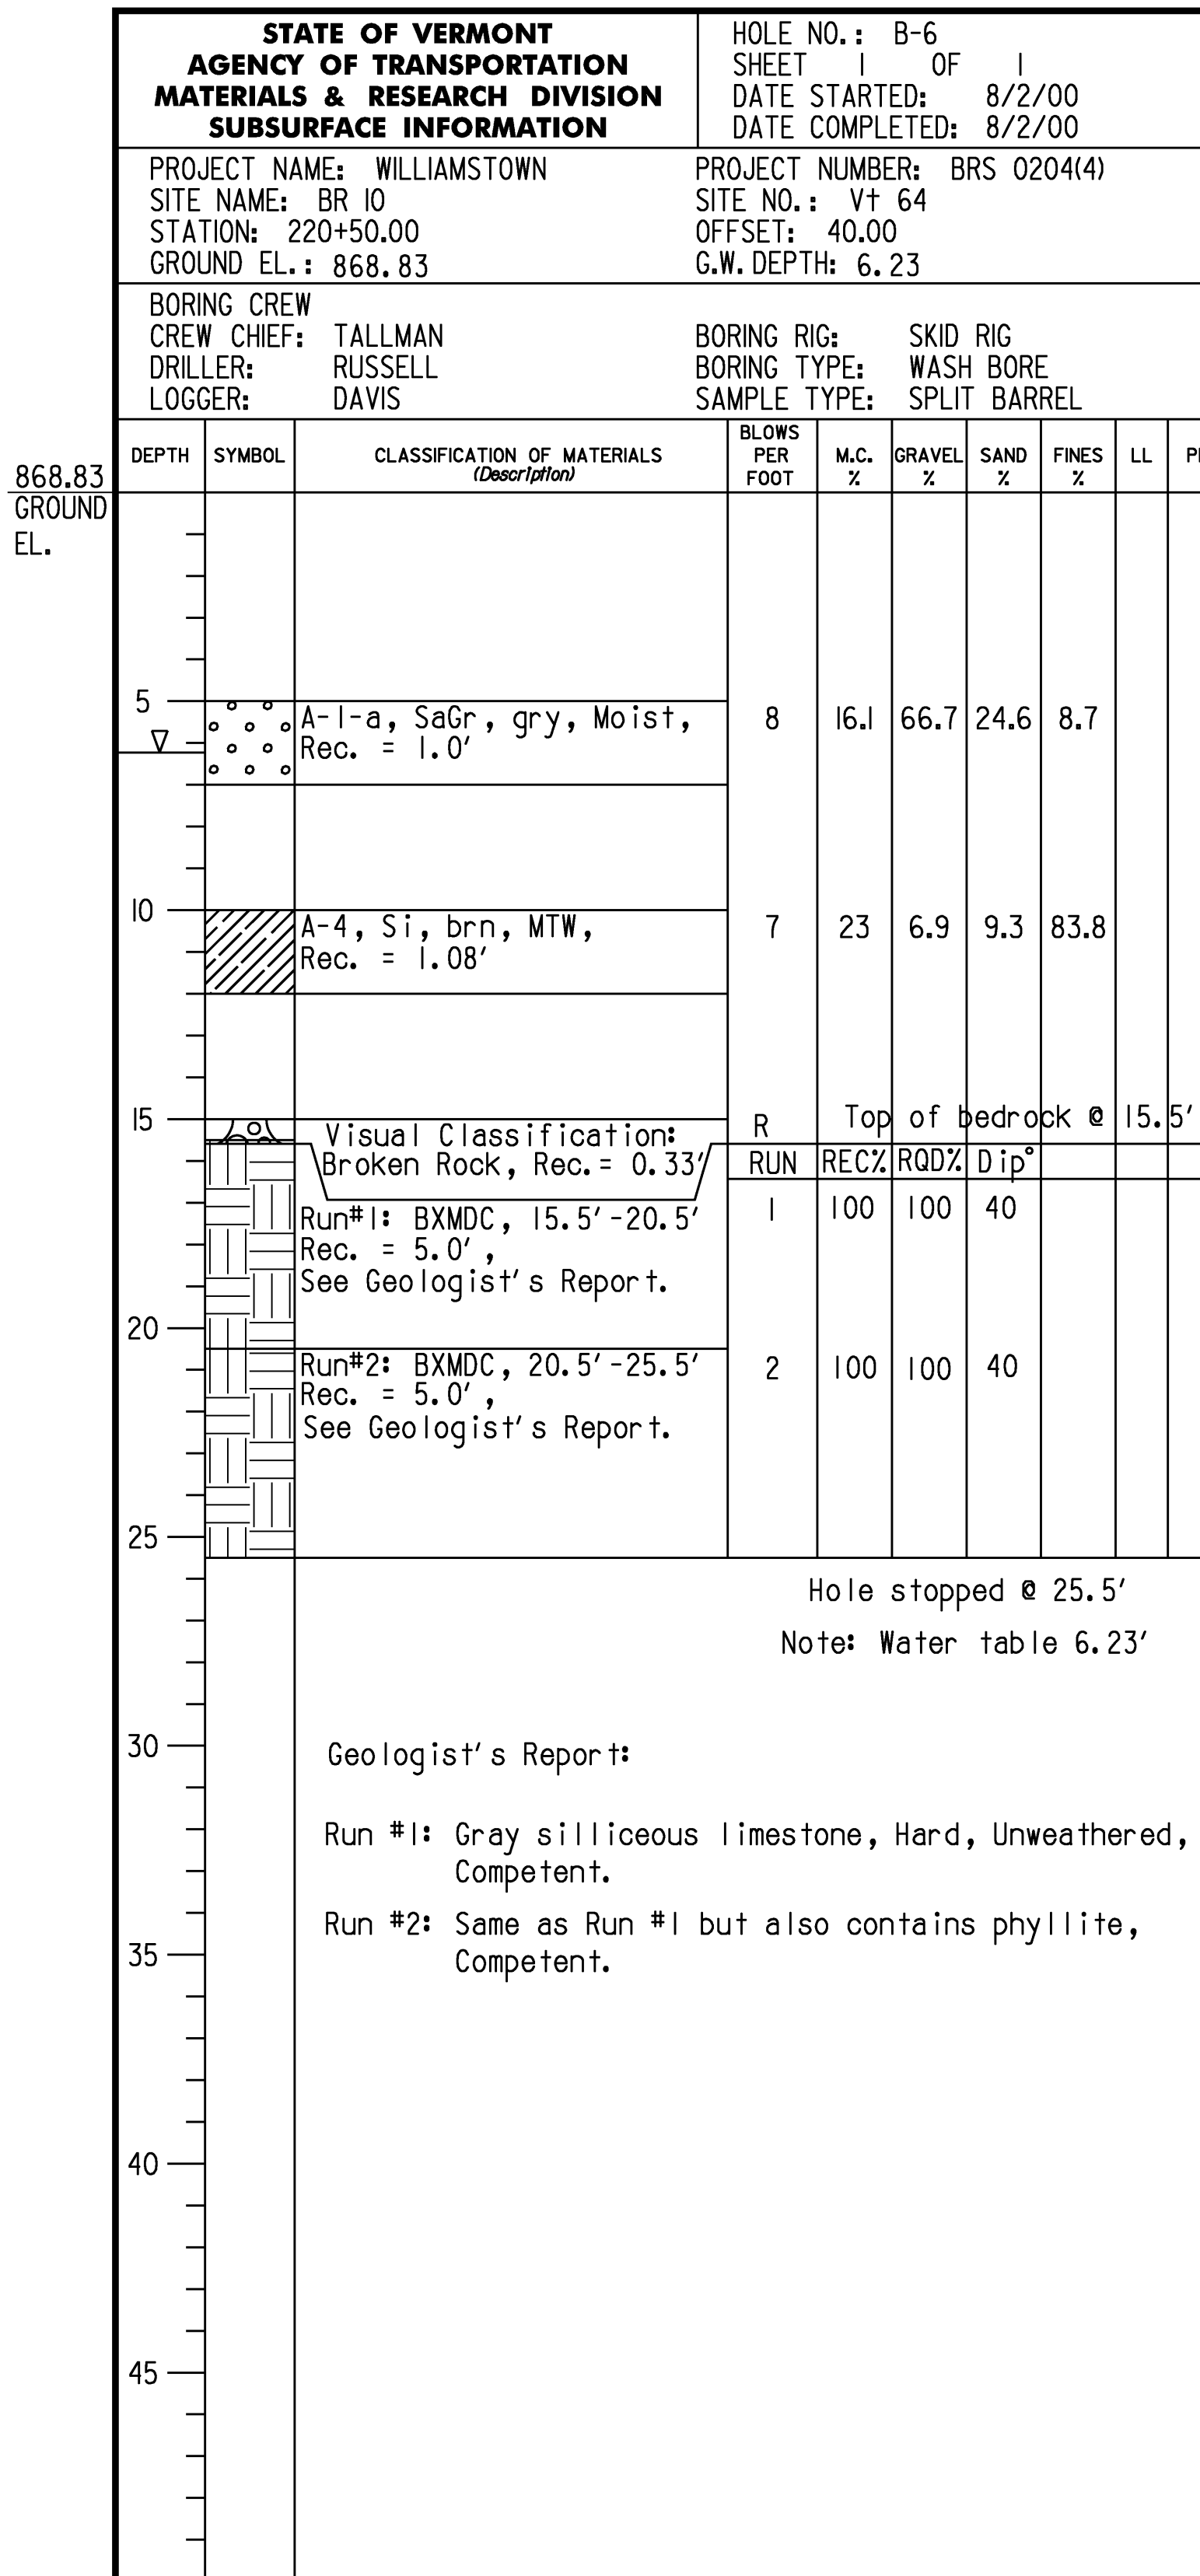 STATE OF VERMONT
AGENCY OF TRANSPORTATION
MATERIALS & RESEARCH DIVISION
SUBSURFACE INFORMATION
HOLE NO.: B-6
SHEET 1 OF 1
DATE STARTED: 8/2/00
DATE COMPLETED: 8/2/00
PROJECT NAME: WILLIAMSTOWN
SITE NAME: BR 10
STATION: 220+50.00
GROUND EL.: 868.83
PROJECT NUMBER: BRS 0204(4)
SITE NO.: Vt 64
OFFSET: 40.00
G.W. DEPTH: 6.23
BORING CREW
CREW CHIEF: TALLMAN
DRILLER: RUSSELL
LOGGER: DAVIS
BORING RIG: SKID RIG
BORING TYPE: WASH BORE
SAMPLE TYPE: SPLIT BARREL
868.83
GROUND
EL.
DEPTH SYMBOL CLASSIFICATION OF MATERIALS (Description) BLOWS PER FOOT M.C. % GRAVEL % SAND % FINES % LL
5 A-1-a, SaGr, gry, Moist, 8 16.1 66.7 24.6 8.7
Rec. = 1.0'
10 A-4, Si, brn, MTW, 7 23 6.9 9.3 83.8
Rec. = 1.08'
15 R Top of bedrock @ 15.5'
Visual Classification:
Broken Rock, Rec.= 0.33' RUN REC% RQD% Dip°
Run#1: BXMDC, 15.5'-20.5' 1 100 100 40
Rec. = 5.0',
See Geologist's Report.
20
Run#2: BXMDC, 20.5'-25.5' 2 100 100 40
Rec. = 5.0',
See Geologist's Report.
25
Hole stopped @ 25.5'
Note: Water table 6.23'
30 Geologist's Report:
Run #1: Gray silliceous limestone, Hard, Unweathered,
Competent.
Run #2: Same as Run #1 but also contains phyllite,
35 Competent.
40
45